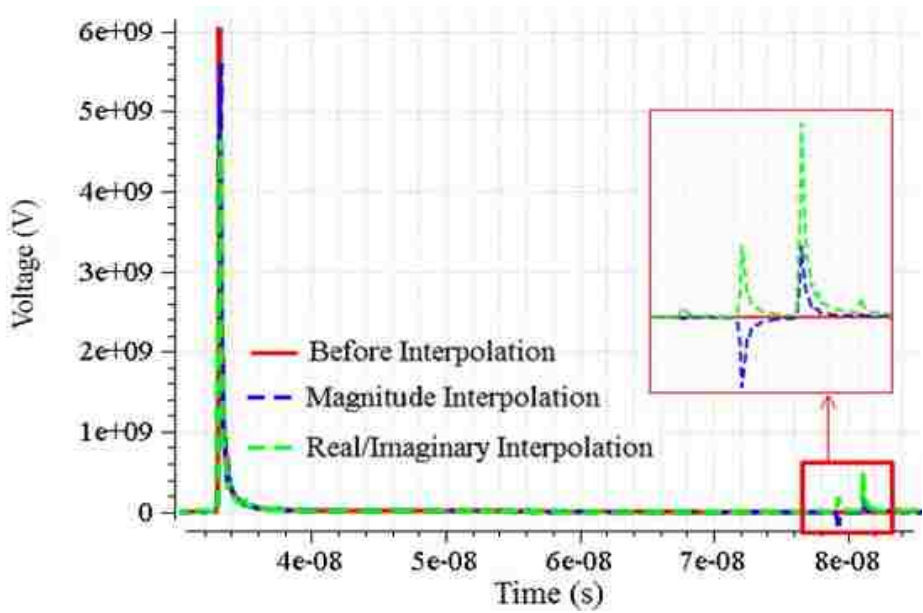 6e+09
5e+09
4e+09
3e+09
2e+09
1e+09
0
Voltage (V)
Before Interpolation
Magnitude Interpolation
Real/Imaginary Interpolation
4e-08
5e-08
6e-08
7e-08
8e-08
Time (s)